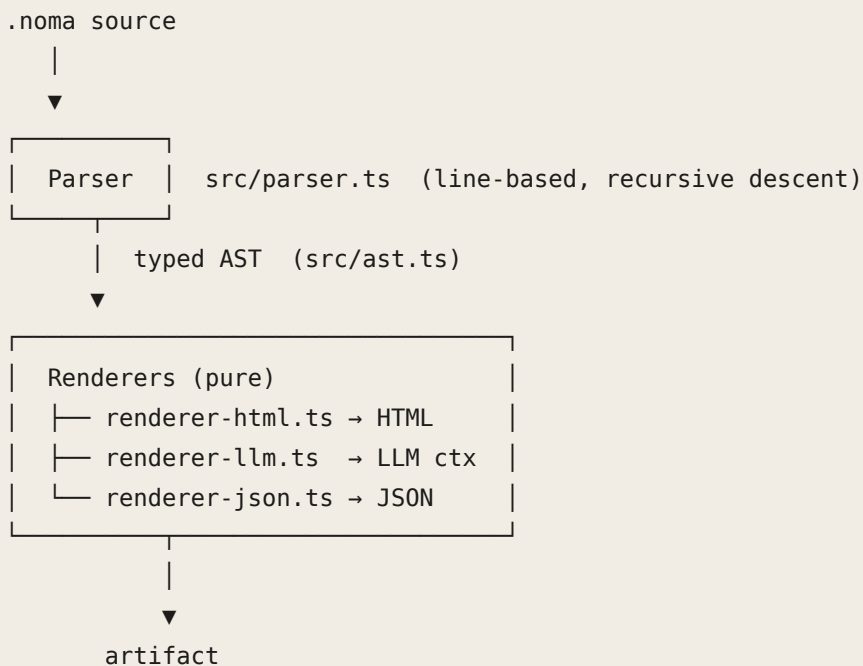 .noma source
Parser src/parser.ts (line-based, recursive descent)
typed AST (src/ast.ts)
Renderers (pure)
renderer-html.ts → HTML
renderer-llm.ts → LLM ctx
renderer-json.ts → JSON
artifact